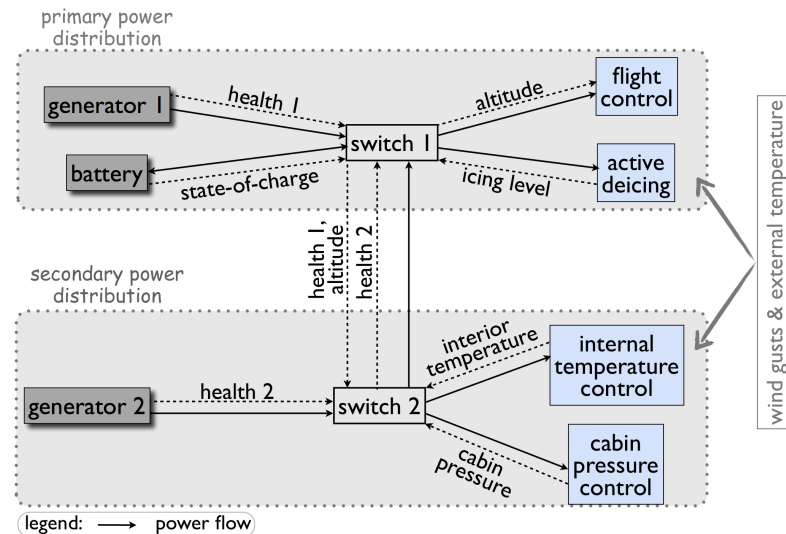 primary power
distribution
generator 1
health 1
altitude
flight
control
switch 1
battery
state-of-charge
icing level
active
deicing
health 1,
altitude
health 2
wind gusts & external temperature
secondary power
distribution
interior
temperature
internal
temperature
control
generator 2
health 2
switch 2
cabin
pressure
cabin
pressure
control
legend:
power flow